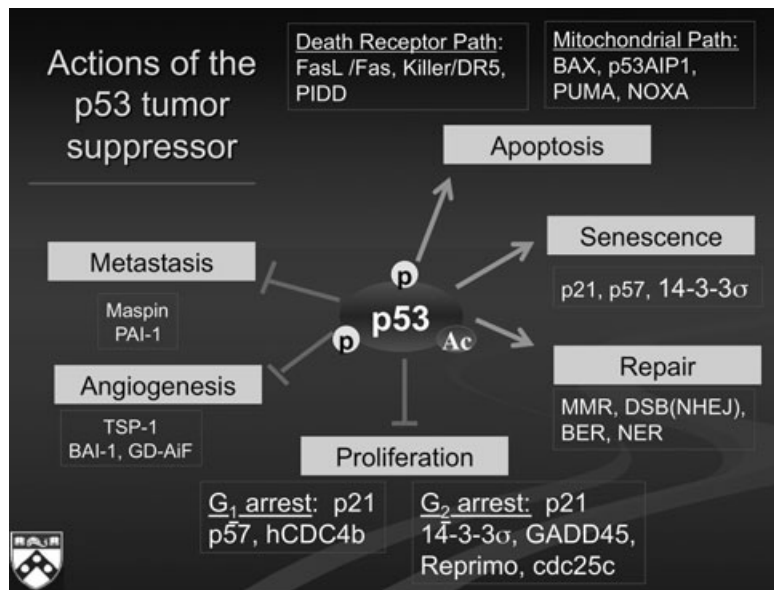 Actions of the
p53 tumor
suppressor
Death Receptor Path:
FasL /Fas, Killer/DR5,
PIDD
Mitochondrial Path:
BAX, p53AIP1,
PUMA, NOXA
Apoptosis
Senescence
p21, p57, 14-3-3σ
Metastasis
Maspin
PAI-1
p
p53
p
Ac
Repair
MMR, DSB(NHEJ),
BER, NER
Angiogenesis
TSP-1
BAI-1, GD-AiF
Proliferation
G1 arrest: p21
p57, hCDC4b
G2 arrest: p21
14-3-3σ, GADD45,
Reprimo, cdc25c